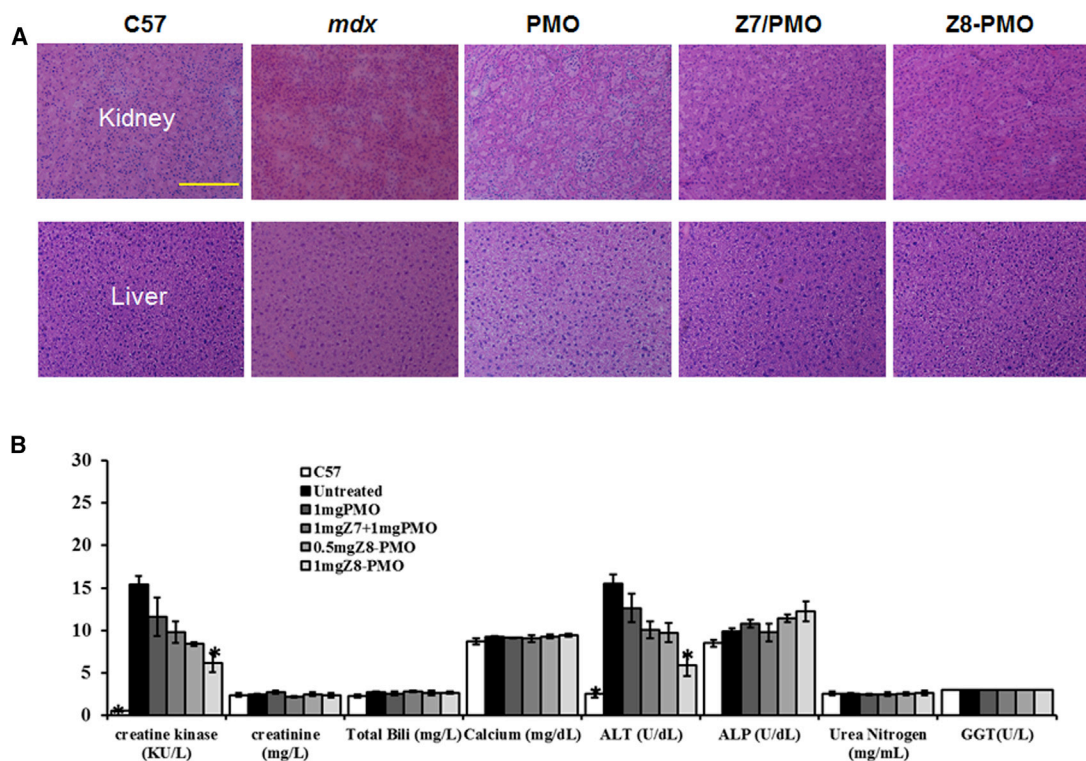 A
C57 mdx PMO Z7/PMO Z8-PMO
Kidney
Liver
B
30
25
20
15
10
5
0
C57
Untreated
1mgPMO
1mgZ7+1mgPMO
0.5mgZ8-PMO
1mgZ8-PMO
*
*
*
*
creatine kinase (KU/L)
creatinine (mg/L)
Total Bili (mg/L)
Calcium (mg/dL)
ALT (U/dL)
ALP (U/dL)
Urea Nitrogen (mg/mL)
GGT(U/L)